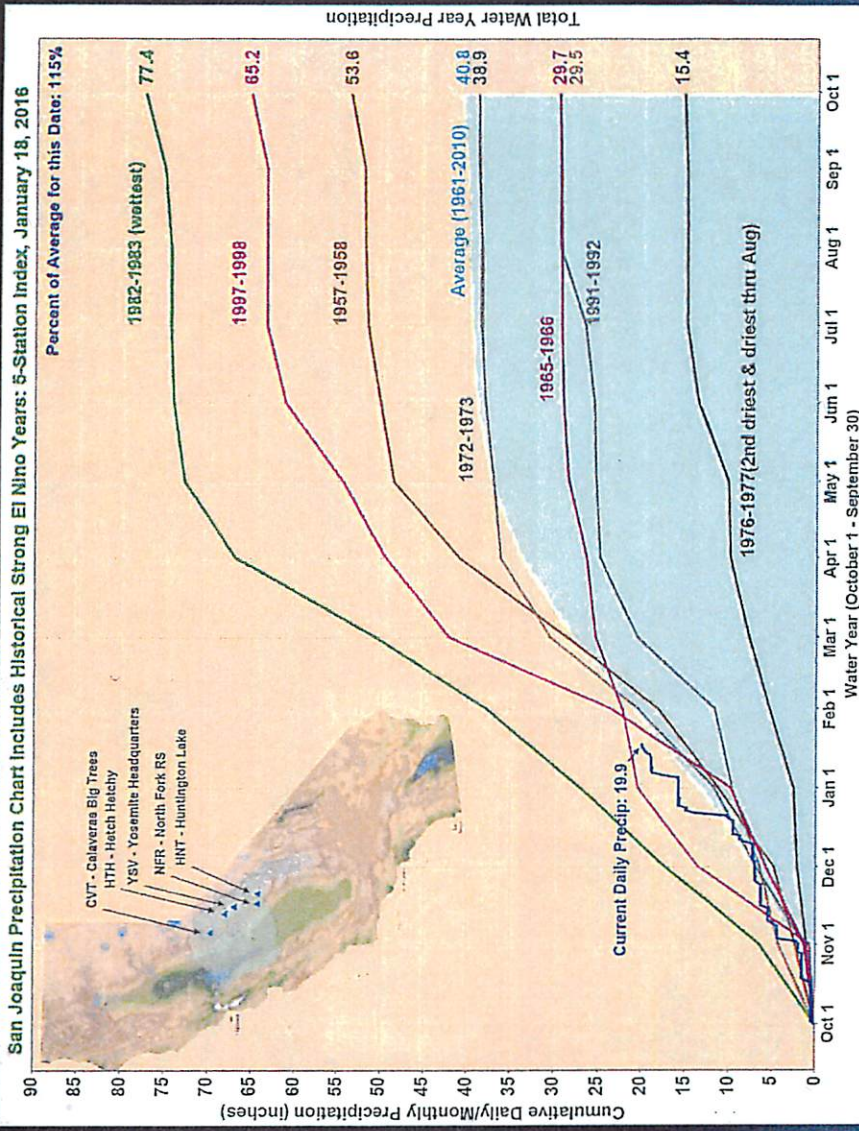 San Joaquin Precipitation Chart Includes Historical Strong El Nino Years: 5-Station Index, January 18, 2016
Percent of Average for this Date: 115%
Cumulative Daily/Monthly Precipitation (inches)
90
80
70
65
60
55
50
45
40
35
30
25
20
15
10
5
0
CVT - Calaveras Big Trees
HTH - Hetch Hetchy
YSV - Yosemite Headquarters
NFR - North Fork RS
HNT - Huntington Lake
1982-1983 (wettest)
1997-1998
1957-1958
Average (1961-2010)
1972-1973
1965-1966
1991-1992
1976-1977(2nd driest & driest thru Aug)
Current Daily Precip: 19.9
77.4
65.2
53.6
40.8
38.9
29.7
29.5
15.4
Total Water Year Precipitation
Oct 1
Nov 1
Dec 1
Jan 1
Feb 1
Mar 1
Apr 1
May 1
Jun 1
Jul 1
Aug 1
Sep 1
Oct 1
Water Year (October 1 - September 30)